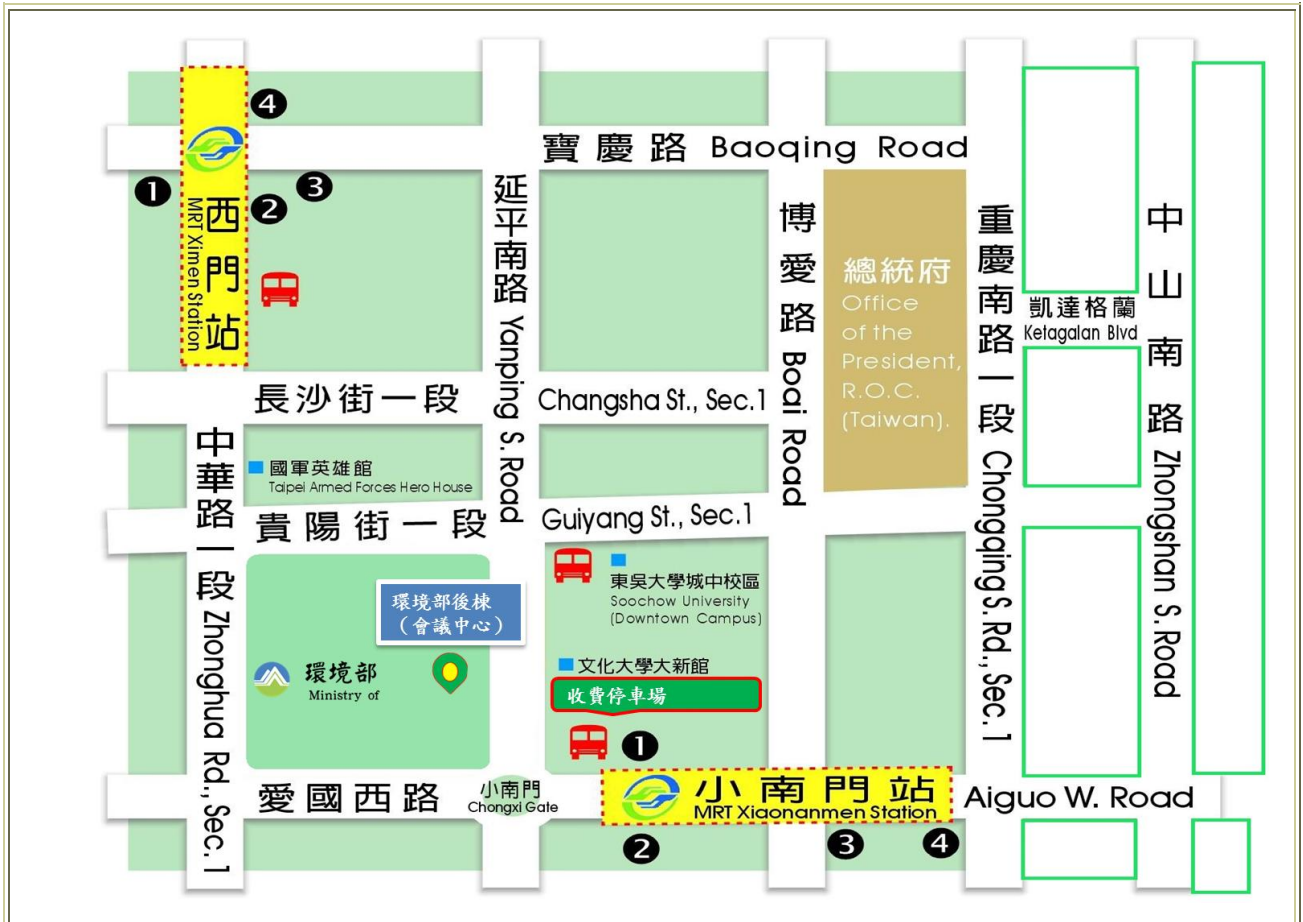 4
寶慶路 Baoqing Road
1
2
3
西門站
MRT Ximen Station
延平南路 Yanping S. Road
博愛路 Boai Road
總統府
Office
of the
President,
R.O.C.
(Taiwan).
重慶南路一段 Chongqing S. Rd., Sec. 1
凱達格蘭
Ketagalan Blvd
中山南路 Zhongshan S. Road
長沙街一段 Changsha St., Sec.1
中華路一段 Zhonghua Rd., Sec. 1
國軍英雄館
Taipei Armed Forces Hero House
貴陽街一段 Guiyang St., Sec.1
東吳大學城中校區
Soochow University
(Downtown Campus)
環境部後棟
（會議中心）
環境部
Ministry of
文化大學大新館
收費停車場
1
愛國西路
小南門
Chongxi Gate
小南門站
MRT Xiaonanmen Station
Aiguo W. Road
2
3
4